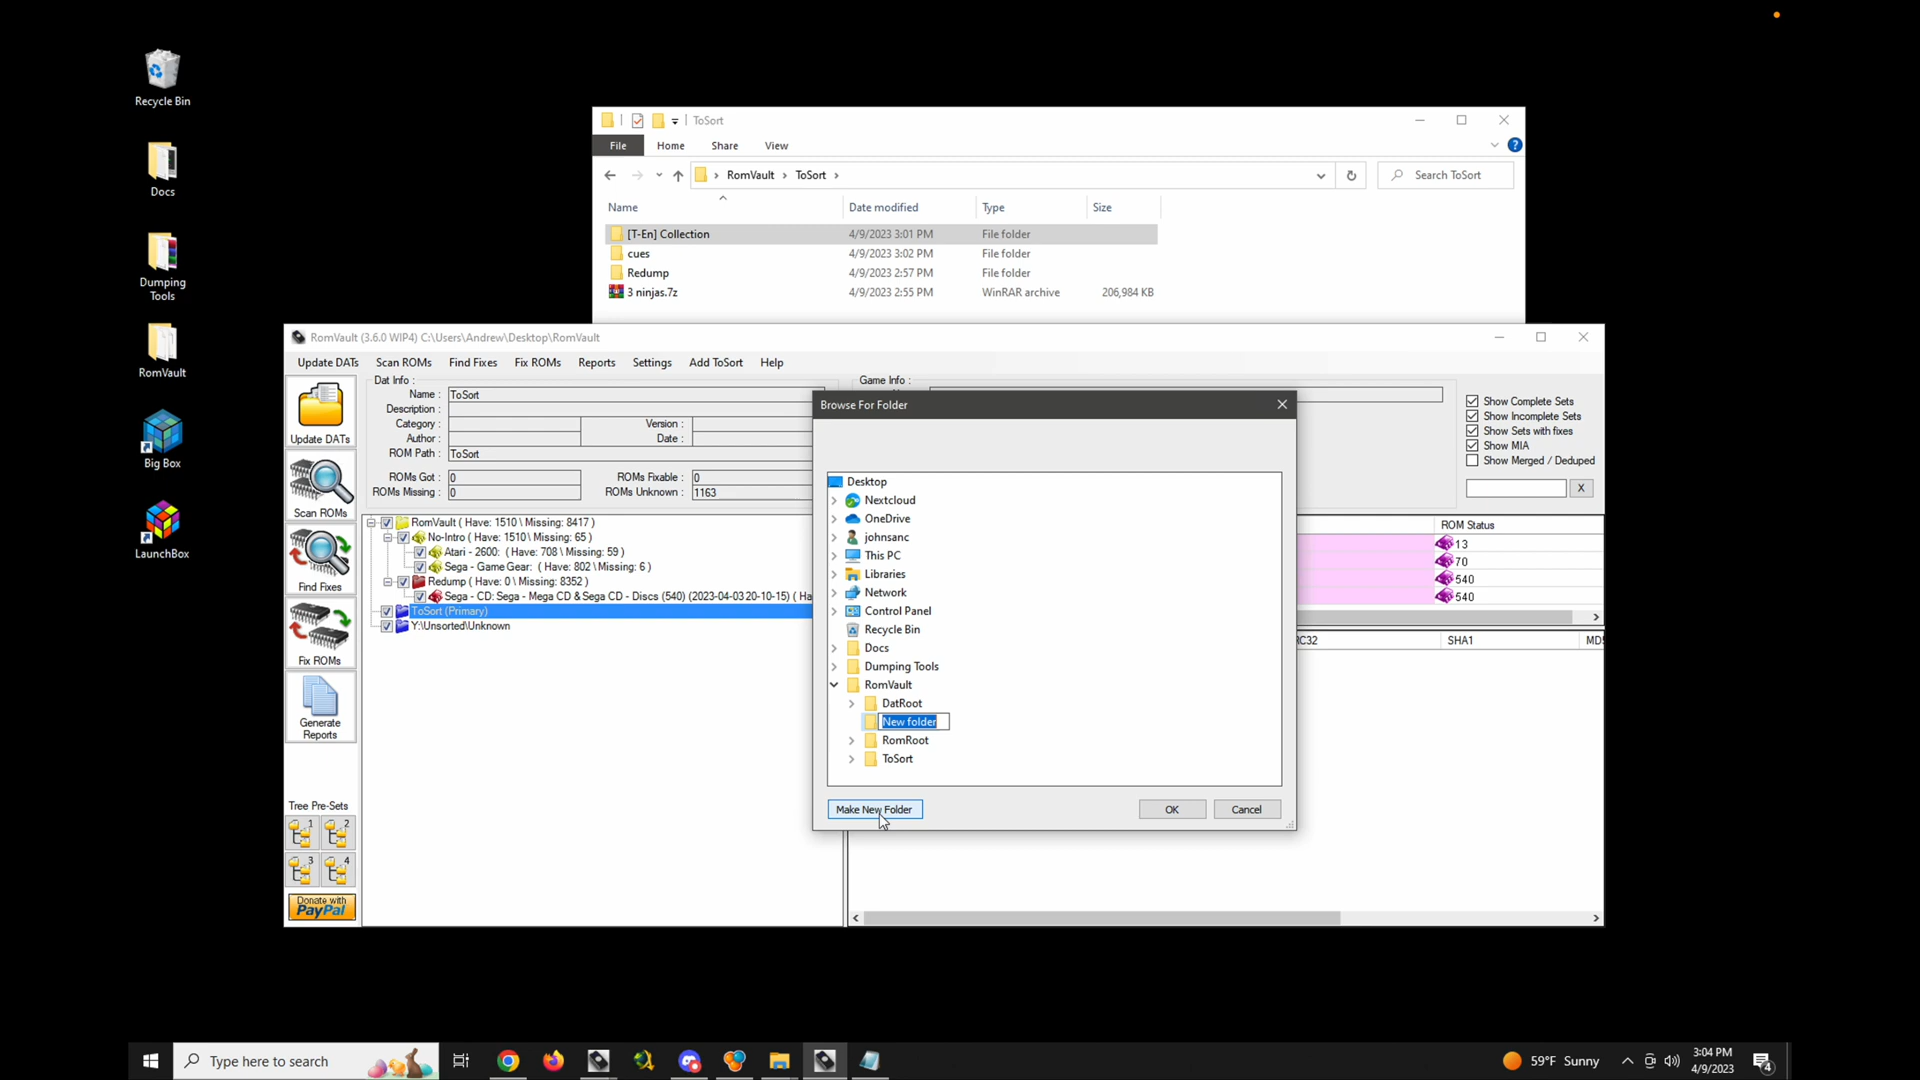 Recycle Bin
Docs
Dumping
Tools
RomVault
Big Box
LaunchBox
ToSort
File Home Share View
RomVault ToSort
Search ToSort
Name Date modified Type Size
[T-En] Collection 4/9/2023 3:01 PM File folder
cues 4/9/2023 3:02 PM File folder
Redump 4/9/2023 2:57 PM File folder
3 ninjas.7z 4/9/2023 2:55 PM WinRAR archive 206,984 KB
RomVault (3.6.0 WIP4) C:\Users\Andrew\Desktop\RomVault
Update DATs Scan ROMs Find Fixes Fix ROMs Reports Settings Add ToSort Help
Update DATs
Scan ROMs
Find Fixes
Fix ROMs
Generate
Reports
Tree Pre-Sets
1 2
3 4
Donate with
PayPal
Dat Info :
Name : ToSort
Description :
Category : Version :
Author : Date :
ROM Path : ToSort
ROMs Got : 0 ROMs Fixable : 0
ROMs Missing : 0 ROMs Unknown : 1163
Game Info :
Show Complete Sets
Show Incomplete Sets
Show Sets with fixes
Show MIA
Show Merged / Deduped
X
RomVault ( Have: 1510 \ Missing: 8417 )
No-Intro ( Have: 1510 \ Missing: 65 )
Atari - 2600: ( Have: 708 \ Missing: 59 )
Sega - Game Gear: ( Have: 802 \ Missing: 6 )
Redump ( Have: 0 \ Missing: 8352 )
Sega - CD: Sega - Mega CD & Sega CD - Discs (540) (2023-04-03 20-10-15) ( Ha
ToSort (Primary)
Y:\Unsorted\Unknown
Browse For Folder
Desktop
Nextcloud
OneDrive
johnsanc
This PC
Libraries
Network
Control Panel
Recycle Bin
Docs
Dumping Tools
RomVault
DatRoot
New folder
RomRoot
ToSort
Make New Folder OK Cancel
ROM Status
13
70
540
540
RC32 SHA1 MD5
Type here to search
59°F Sunny
3:04 PM
4/9/2023
4